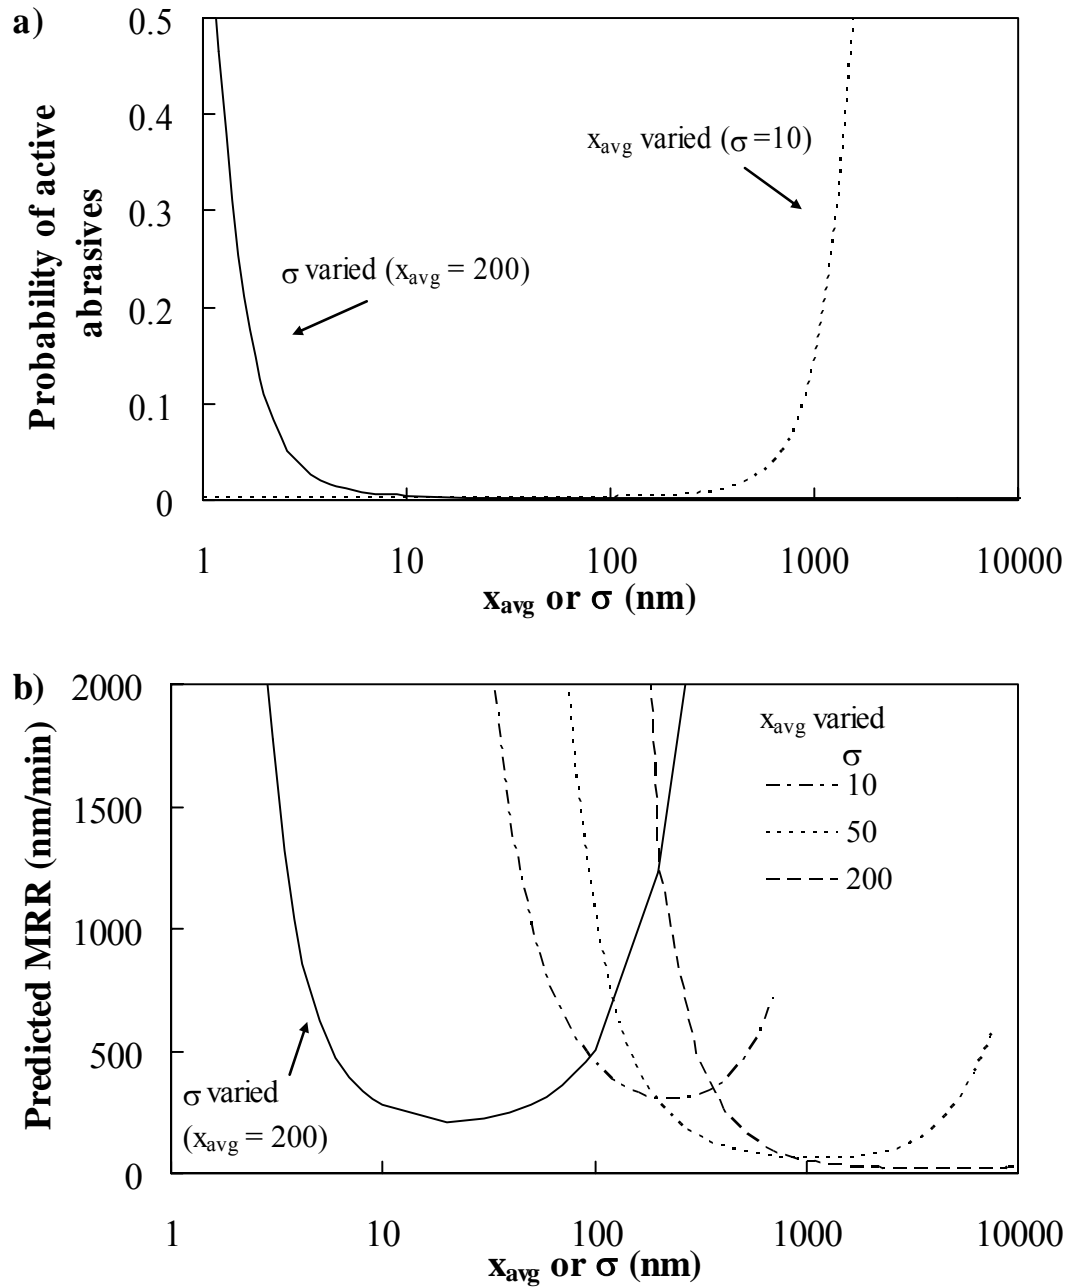 a)
Probability of active
abrasives
0.5
0.4
0.3
0.2
0.1
0
x_avg varied (σ =10)
σ varied (x_avg = 200)
1 10 100 1000 10000
x_avg or σ (nm)
b)
Predicted MRR (nm/min)
2000
1500
1000
500
0
x_avg varied
σ
10
50
200
σ varied
(x_avg = 200)
1 10 100 1000 10000
x_avg or σ (nm)